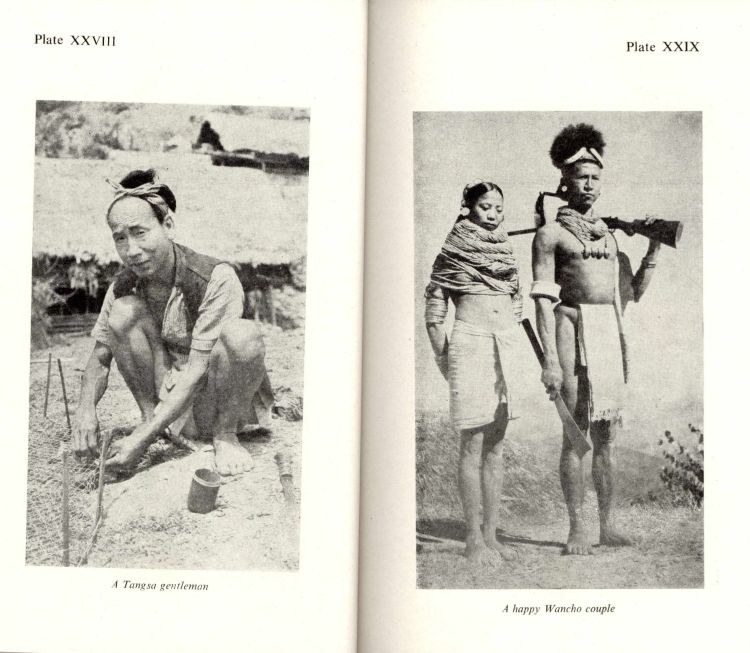 Plate XXVIII
A Tangsa gentleman
Plate XXIX
A happy Wancho couple